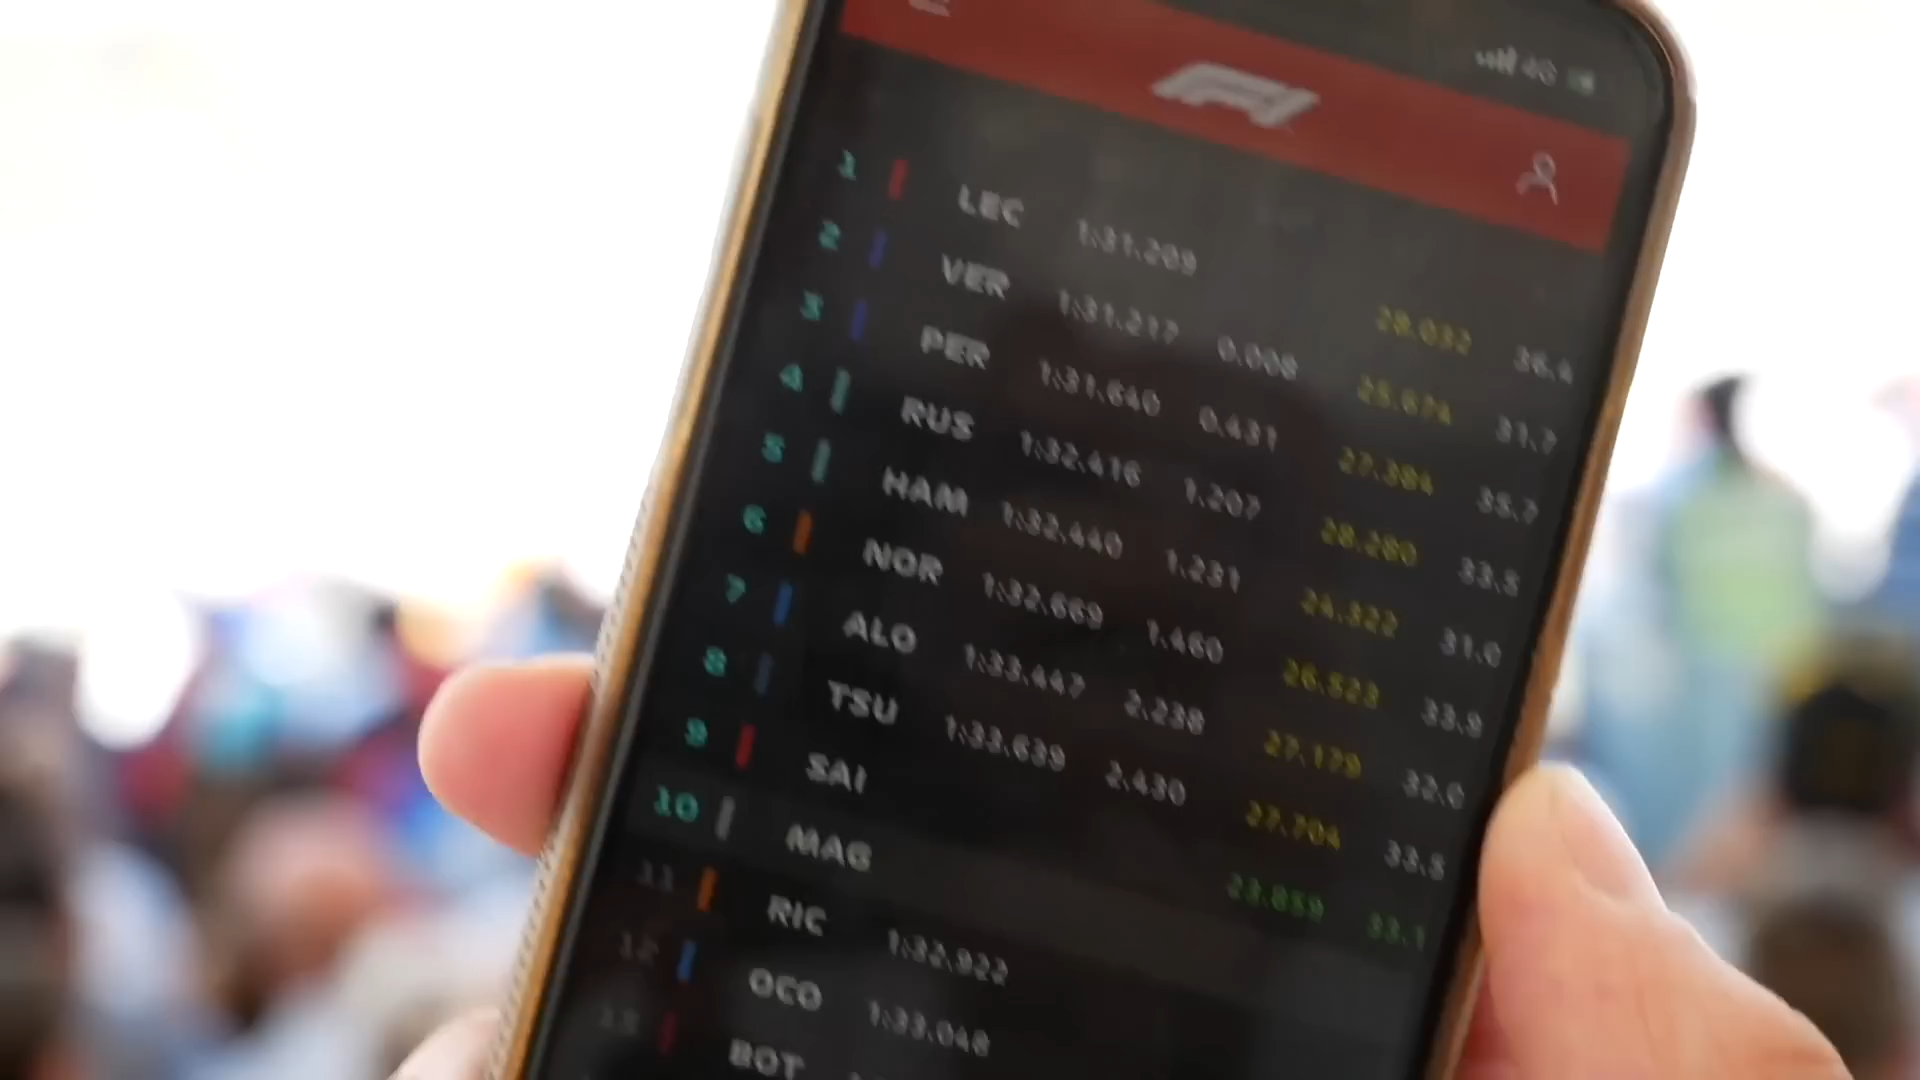 4G
F1
1 LEC 1:31.209 28.032 36.4
2 VER 1:31.217 0.008 25.674 31.7
3 PER 1:31.640 0.431 27.384 35.7
4 RUS 1:32.416 1.207 28.280 33.5
5 HAM 1:32.440 1.231 24.322 31.0
6 NOR 1:32.669 1.460 26.523 33.9
7 ALO 1:33.447 2.238 27.179 32.0
8 TSU 1:33.639 2.430 27.704 33.5
9 SAI 23.859 33.1
10 MAG
11 RIC 1:32.922
12 OCO 1:33.048
13 BOT